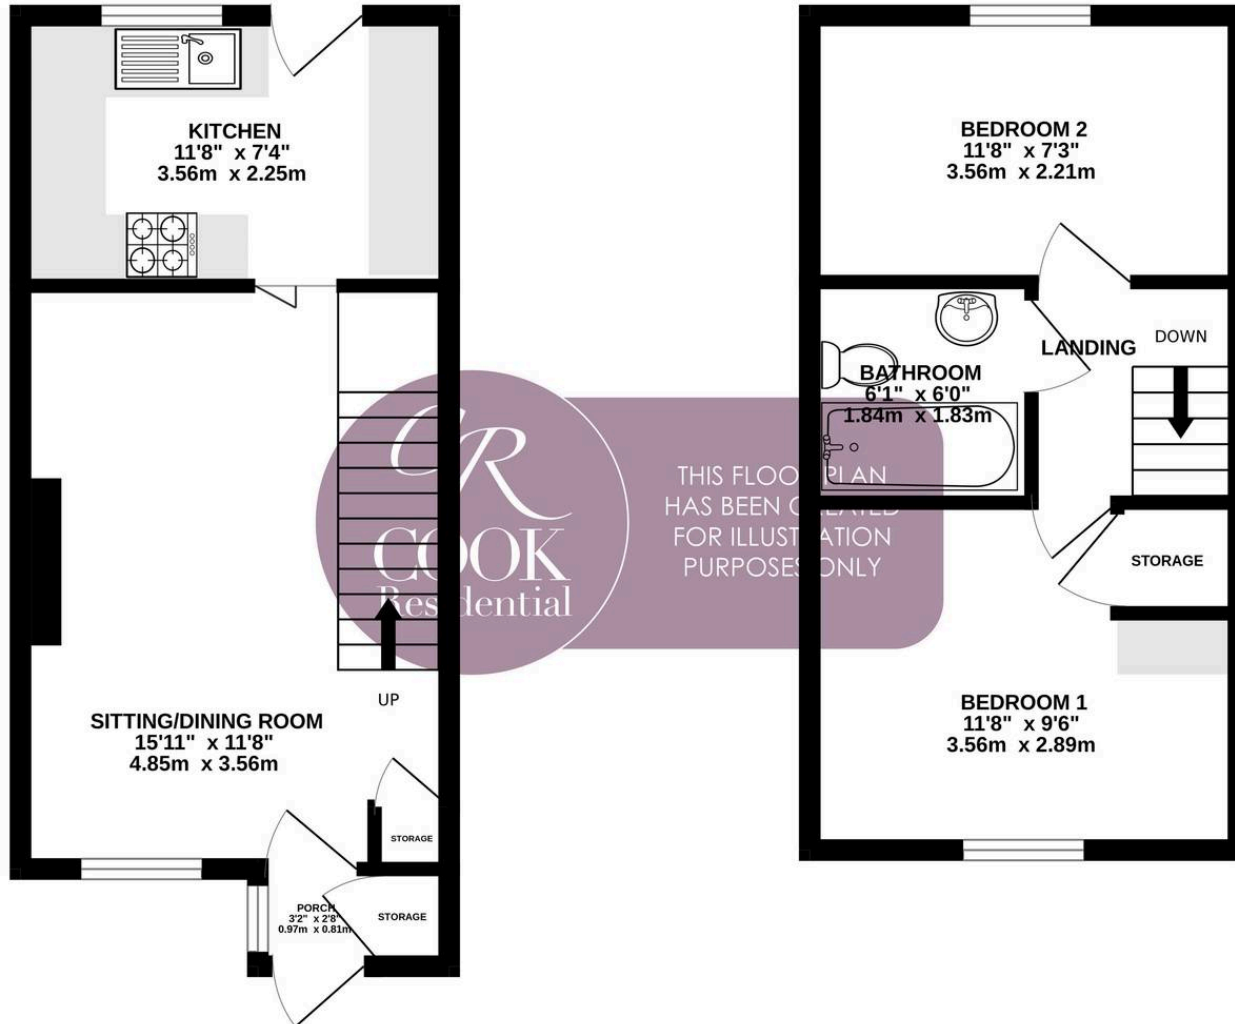 KITCHEN
11'8" x 7'4"
3.56m x 2.25m
SITTING/DINING ROOM
15'11" x 11'8"
4.85m x 3.56m
UP
STORAGE
PORCH
3'2" x 2'8"
0.97m x 0.81m
STORAGE
CR
COOK
Residential
THIS FLOORPLAN
HAS BEEN CREATED
FOR ILLUSTRATION
PURPOSES ONLY
BEDROOM 2
11'8" x 7'3"
3.56m x 2.21m
LANDING
DOWN
BATHROOM
6'1" x 6'0"
1.84m x 1.83m
STORAGE
BEDROOM 1
11'8" x 9'6"
3.56m x 2.89m